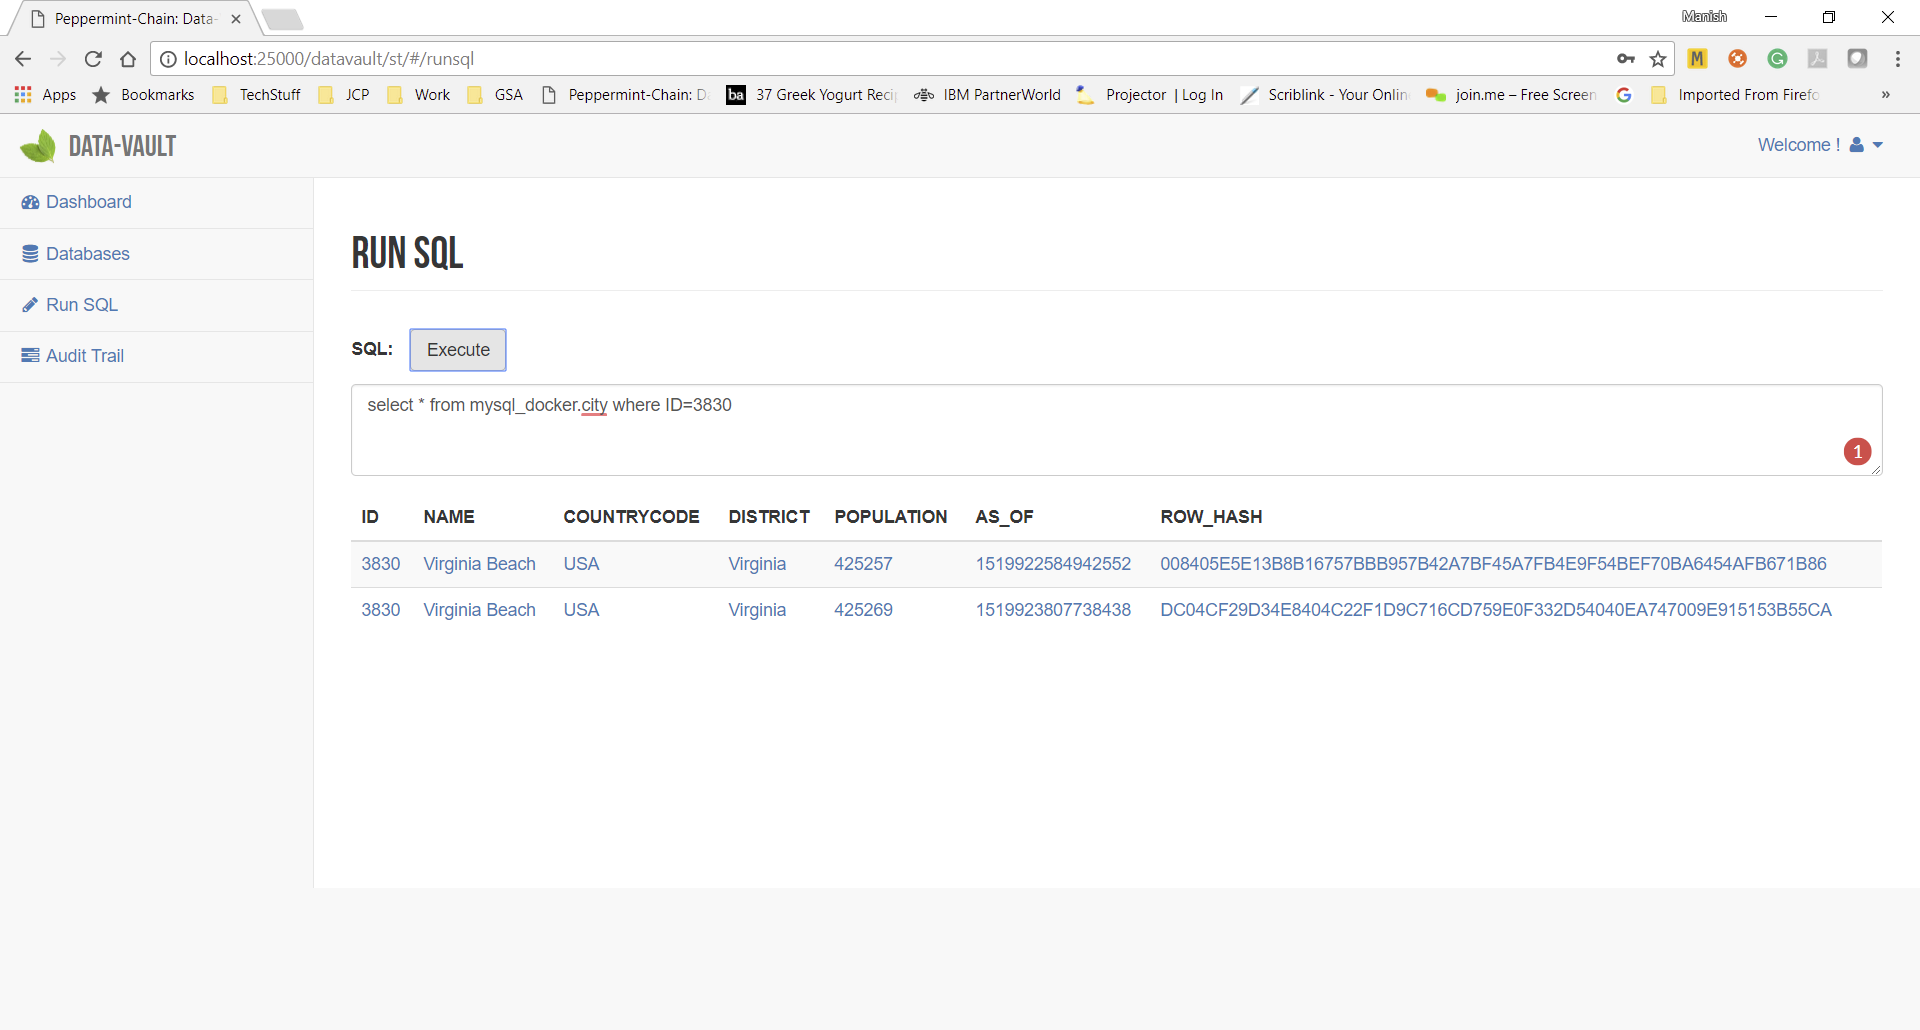 Peppermint-Chain: Data-
Manish
localhost:25000/datavault/st/#/runsql
Apps Bookmarks TechStuff JCP Work GSA Peppermint-Chain: D ba 37 Greek Yogurt Reci IBM PartnerWorld Projector | Log In Scriblink - Your Onlin join.me – Free Screen Imported From Firefo »
DATA-VAULT
Welcome !
Dashboard
Databases
Run SQL
Audit Trail
RUN SQL
SQL: Execute
select * from mysql_docker.city where ID=3830
1
ID NAME COUNTRYCODE DISTRICT POPULATION AS_OF ROW_HASH
3830 Virginia Beach USA Virginia 425257 1519922584942552 008405E5E13B8B16757BBB957B42A7BF45A7FB4E9F54BEF70BA6454AFB671B86
3830 Virginia Beach USA Virginia 425269 1519923807738438 DC04CF29D34E8404C22F1D9C716CD759E0F332D54040EA747009E915153B55CA